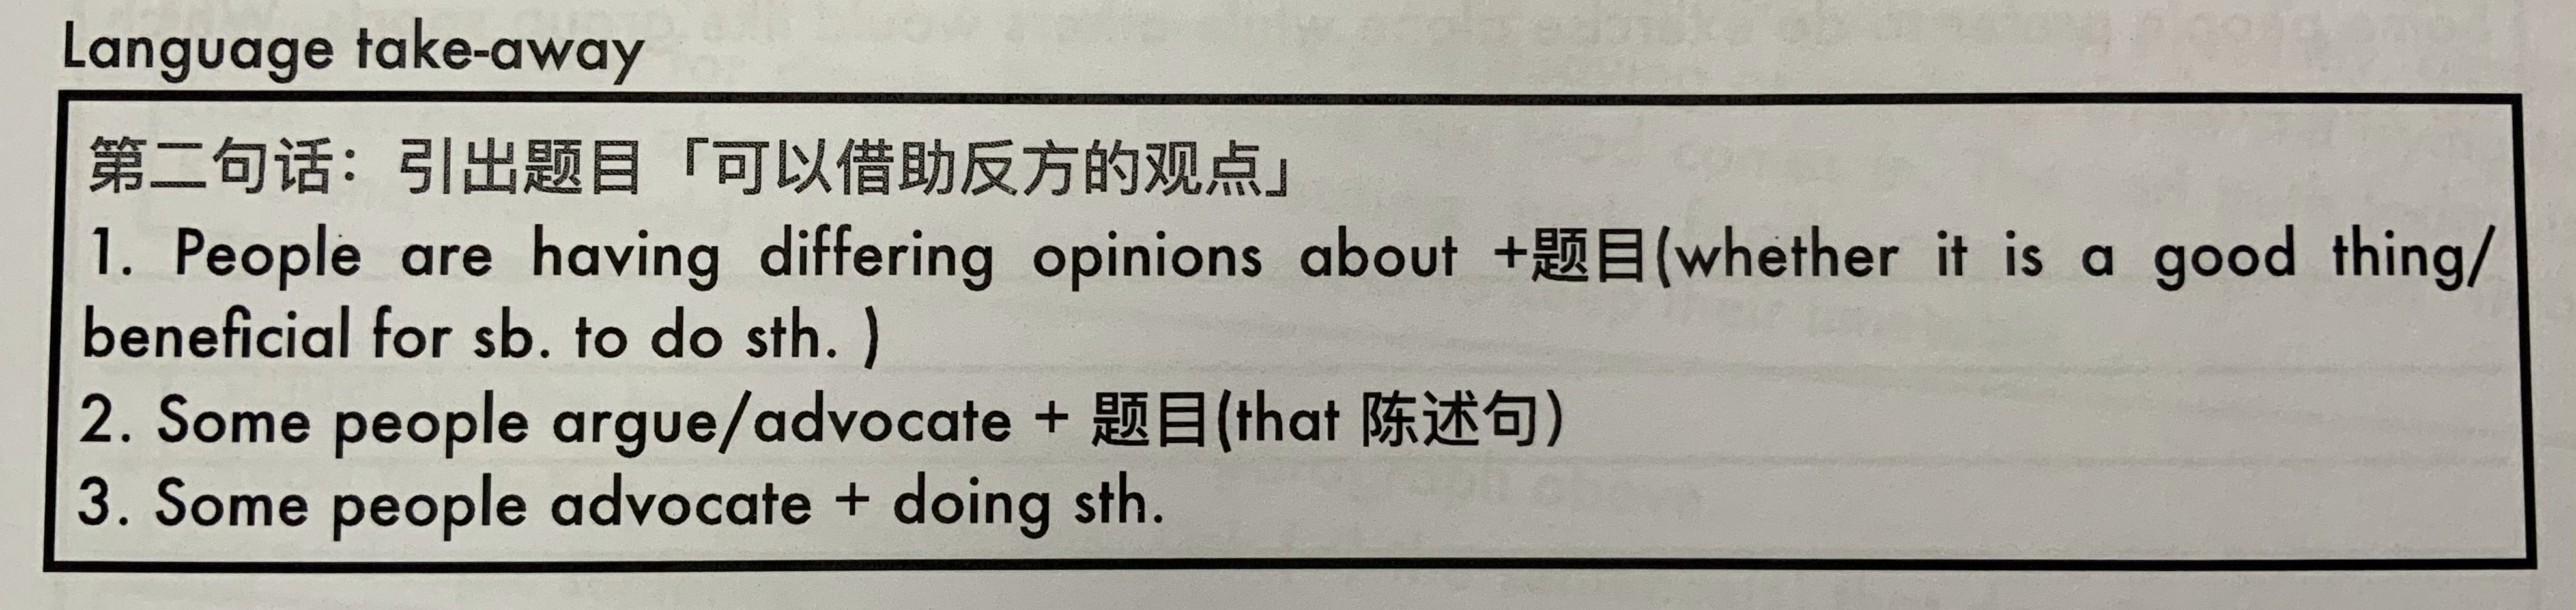 Language take-away
第二句话：引出题目「可以借助反方的观点」
1. People are having differing opinions about +题目(whether it is a good thing/
beneficial for sb. to do sth. )
2. Some people argue/advocate + 题目(that 陈述句)
3. Some people advocate + doing sth.